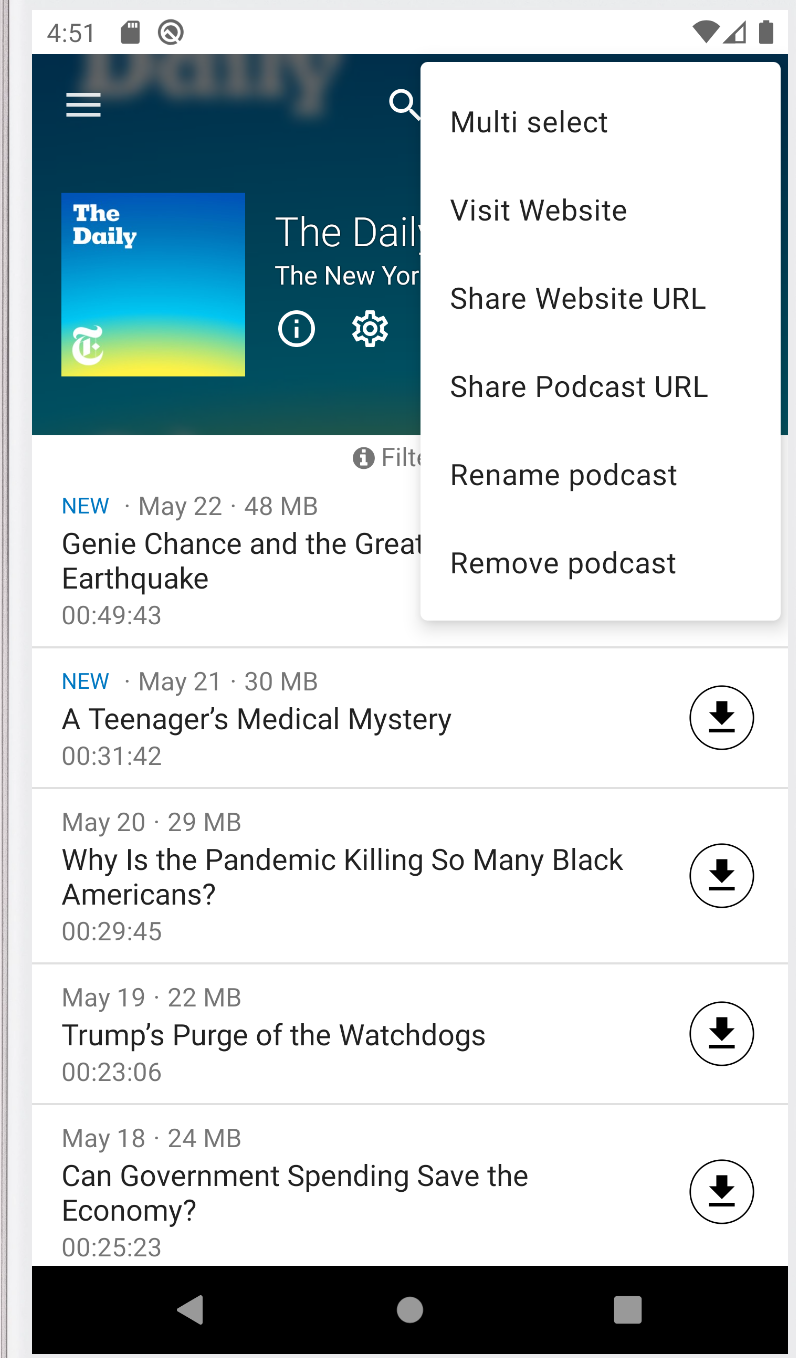 4:51
Daily
Multi select
Visit Website
Share Website URL
Share Podcast URL
Rename podcast
Remove podcast
The
Daily
The Daily
The New Yor
Filte
NEW · May 22 · 48 MB
Genie Chance and the Great
Earthquake
00:49:43
NEW · May 21 · 30 MB
A Teenager’s Medical Mystery
00:31:42
May 20 · 29 MB
Why Is the Pandemic Killing So Many Black
Americans?
00:29:45
May 19 · 22 MB
Trump’s Purge of the Watchdogs
00:23:06
May 18 · 24 MB
Can Government Spending Save the
Economy?
00:25:23